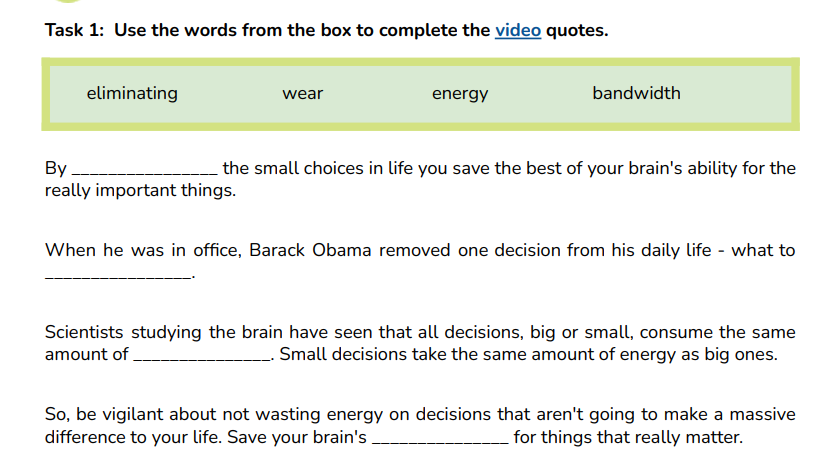 Task 1: Use the words from the box to complete the video quotes.
eliminating wear energy bandwidth
By ________________ the small choices in life you save the best of your brain's ability for the
really important things.
When he was in office, Barack Obama removed one decision from his daily life - what to
________________.
Scientists studying the brain have seen that all decisions, big or small, consume the same
amount of _______________. Small decisions take the same amount of energy as big ones.
So, be vigilant about not wasting energy on decisions that aren't going to make a massive
difference to your life. Save your brain's _______________ for things that really matter.